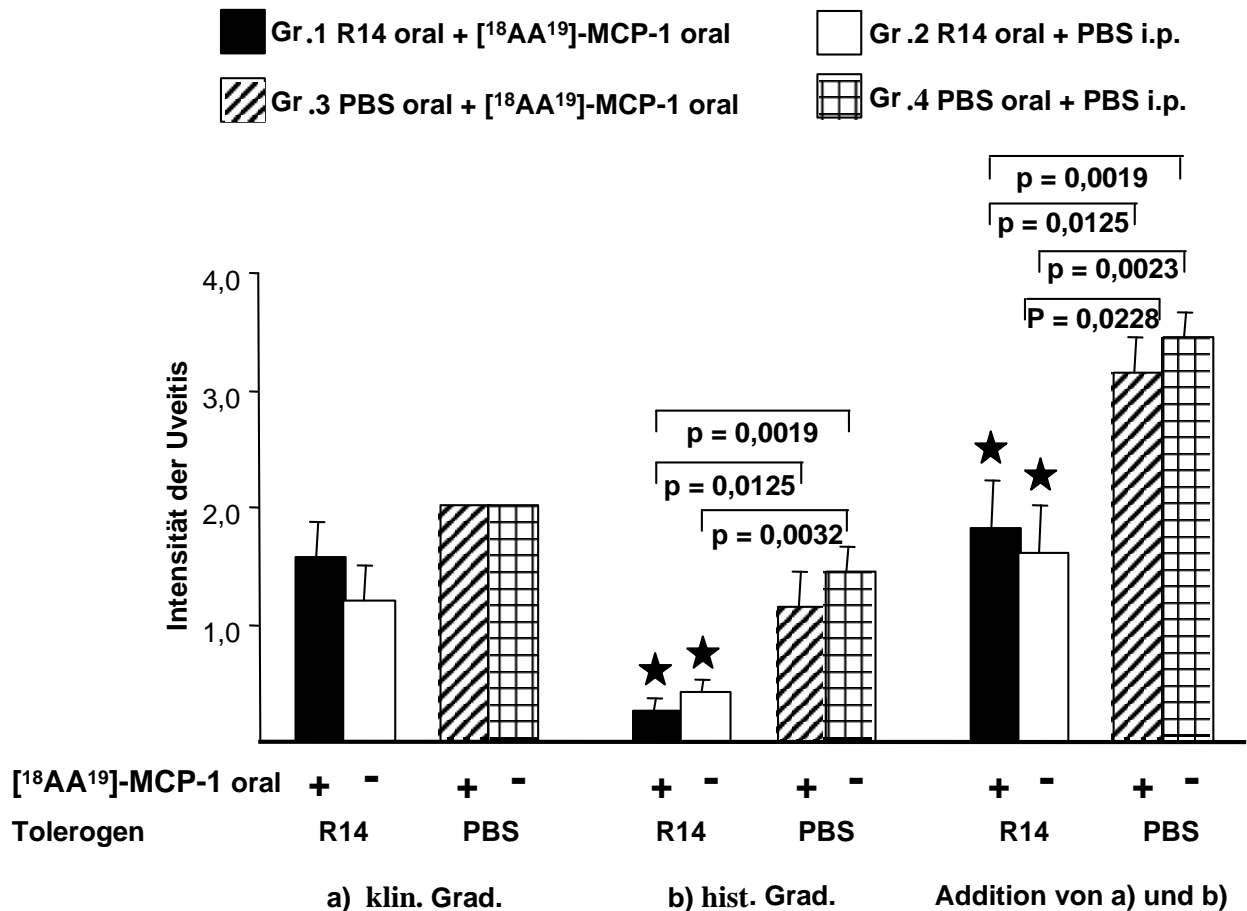 Gr.1 R14 oral + [¹⁸AA¹⁹]-MCP-1 oral
Gr.2 R14 oral + PBS i.p.
Gr.3 PBS oral + [¹⁸AA¹⁹]-MCP-1 oral
Gr.4 PBS oral + PBS i.p.
p = 0,0019
p = 0,0125
p = 0,0023
P = 0,0228
Intensität der Uveitis
4,0
3,0
2,0
1,0
p = 0,0019
p = 0,0125
p = 0,0032
[¹⁸AA¹⁹]-MCP-1 oral + - + - + - + - + - + -
Tolerogen R14 PBS R14 PBS R14 PBS
a) klin. Grad. b) hist. Grad. Addition von a) und b)